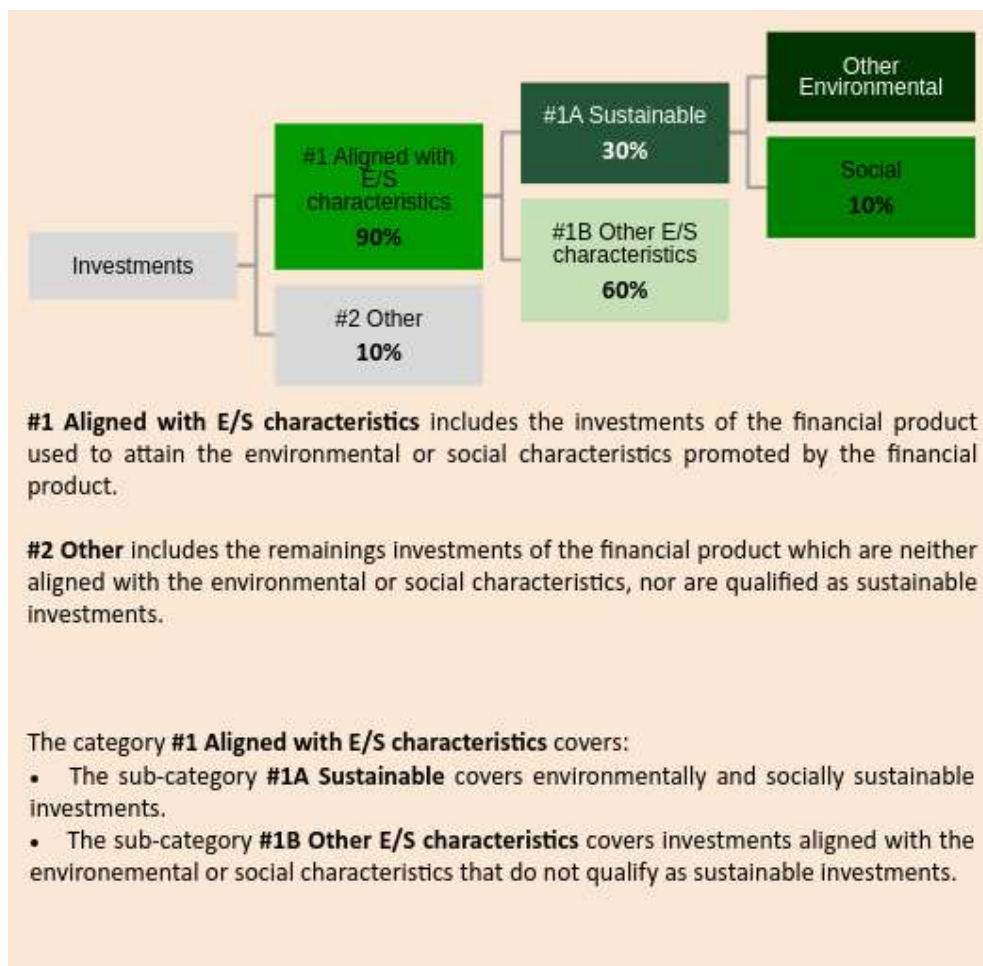 Investments
#1 Aligned with
E/S
characteristics
90%
#2 Other
10%
#1A Sustainable
30%
#1B Other E/S
characteristics
60%
Other
Environmental
Social
10%
#1 Aligned with E/S characteristics includes the investments of the financial product
used to attain the environmental or social characteristics promoted by the financial
product.
#2 Other includes the remainings investments of the financial product which are neither
aligned with the environmental or social characteristics, nor are qualified as sustainable
investments.
The category #1 Aligned with E/S characteristics covers:
• The sub-category #1A Sustainable covers environmentally and socially sustainable
investments.
• The sub-category #1B Other E/S characteristics covers investments aligned with the
environemental or social characteristics that do not qualify as sustainable investments.